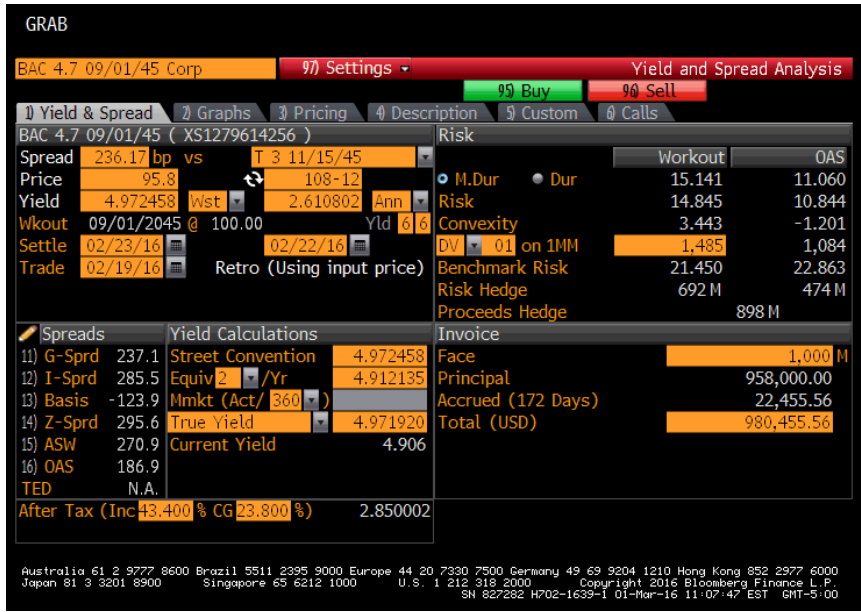 GRAB
BAC 4.7 09/01/45 Corp 97) Settings Yield and Spread Analysis
95) Buy 96) Sell
1) Yield & Spread 2) Graphs 3) Pricing 4) Description 5) Custom 6) Calls
BAC 4.7 09/01/45 ( XS1279614256 ) Risk
Spread 236.17 bp vs T 3 11/15/45 Workout OAS
Price 95.8 108-12 M.Dur Dur 15.141 11.060
Yield 4.972458 Wst 2.610802 Ann Risk 14.845 10.844
Wkout 09/01/2045 @ 100.00 Yld 6 6 Convexity 3.443 -1.201
Settle 02/23/16 02/22/16 DV 01 on 1MM 1,485 1,084
Trade 02/19/16 Retro (Using input price) Benchmark Risk 21.450 22.863
Risk Hedge 692 M 474 M
Proceeds Hedge 898 M
Spreads Yield Calculations Invoice
11) G-Sprd 237.1 Street Convention 4.972458 Face 1,000 M
12) I-Sprd 285.5 Equiv 2 /Yr 4.912135 Principal 958,000.00
13) Basis -123.9 Mmkt (Act/ 360 ) Accrued (172 Days) 22,455.56
14) Z-Sprd 295.6 True Yield 4.971920 Total (USD) 980,455.56
15) ASW 270.9 Current Yield 4.906
16) OAS 186.9
TED N.A.
After Tax (Inc 43.400 % CG 23.800 %) 2.850002
Australia 61 2 9777 8600 Brazil 5511 2395 9000 Europe 44 20 7330 7500 Germany 49 69 9204 1210 Hong Kong 852 2977 6000
Japan 81 3 3201 8900 Singapore 65 6212 1000 U.S. 1 212 318 2000 Copyright 2016 Bloomberg Finance L.P.
SN 827282 H702-1639-1 01-Mar-16 11:07:47 EST GMT-5:00